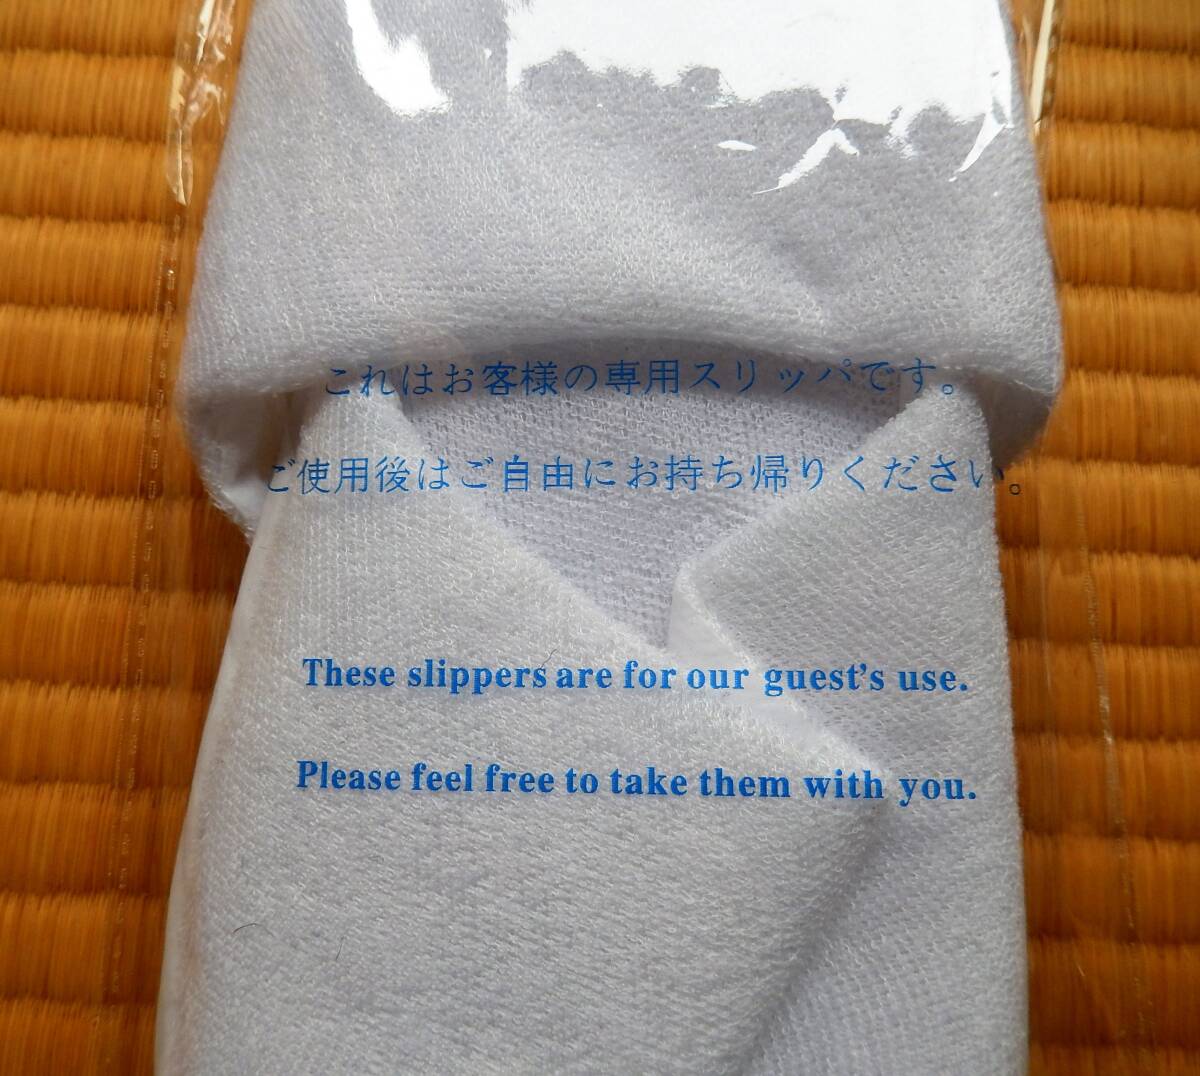 これはお客様の専用スリッパです。
ご使用後はご自由にお持ち帰りください。
These slippers are for our guest's use.
Please feel free to take them with you.